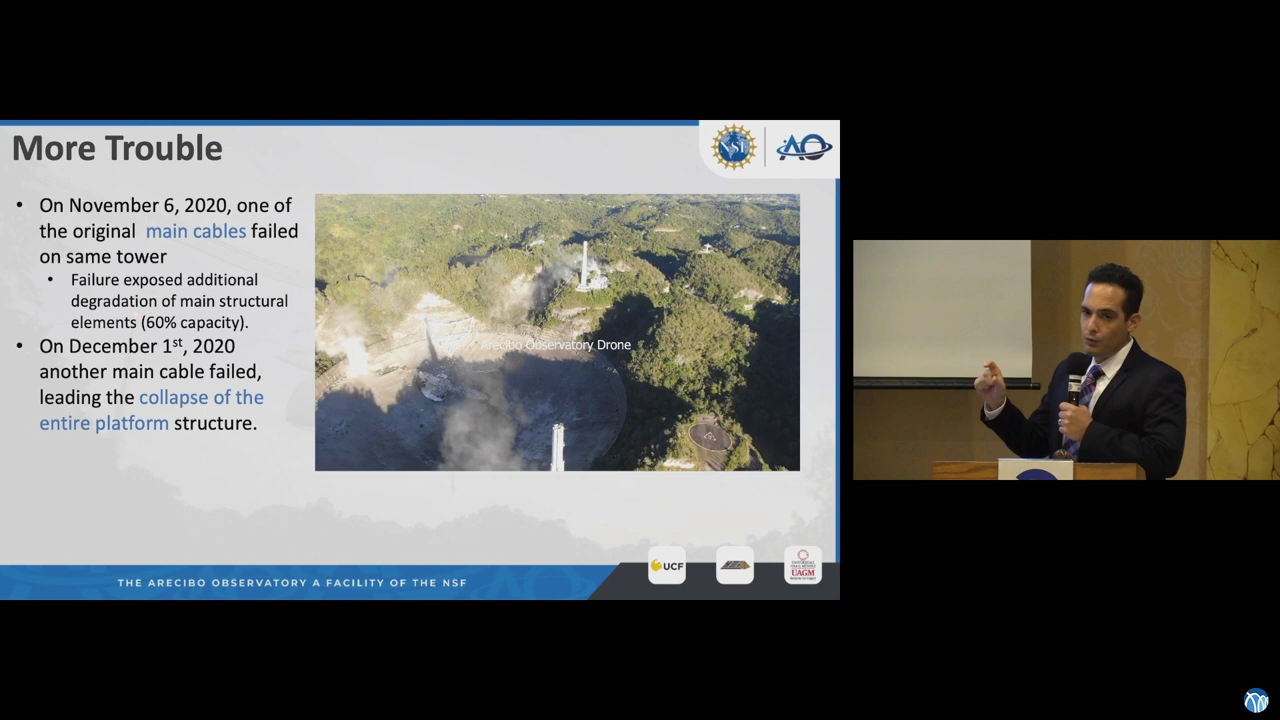 More Trouble
NSF
AO
• On November 6, 2020, one of
the original main cables failed
on same tower
• Failure exposed additional
degradation of main structural
elements (60% capacity).
• On December 1st, 2020
another main cable failed,
leading the collapse of the
entire platform structure.
Arecibo Observatory Drone
THE ARECIBO OBSERVATORY A FACILITY OF THE NSF
UCF
UAGM